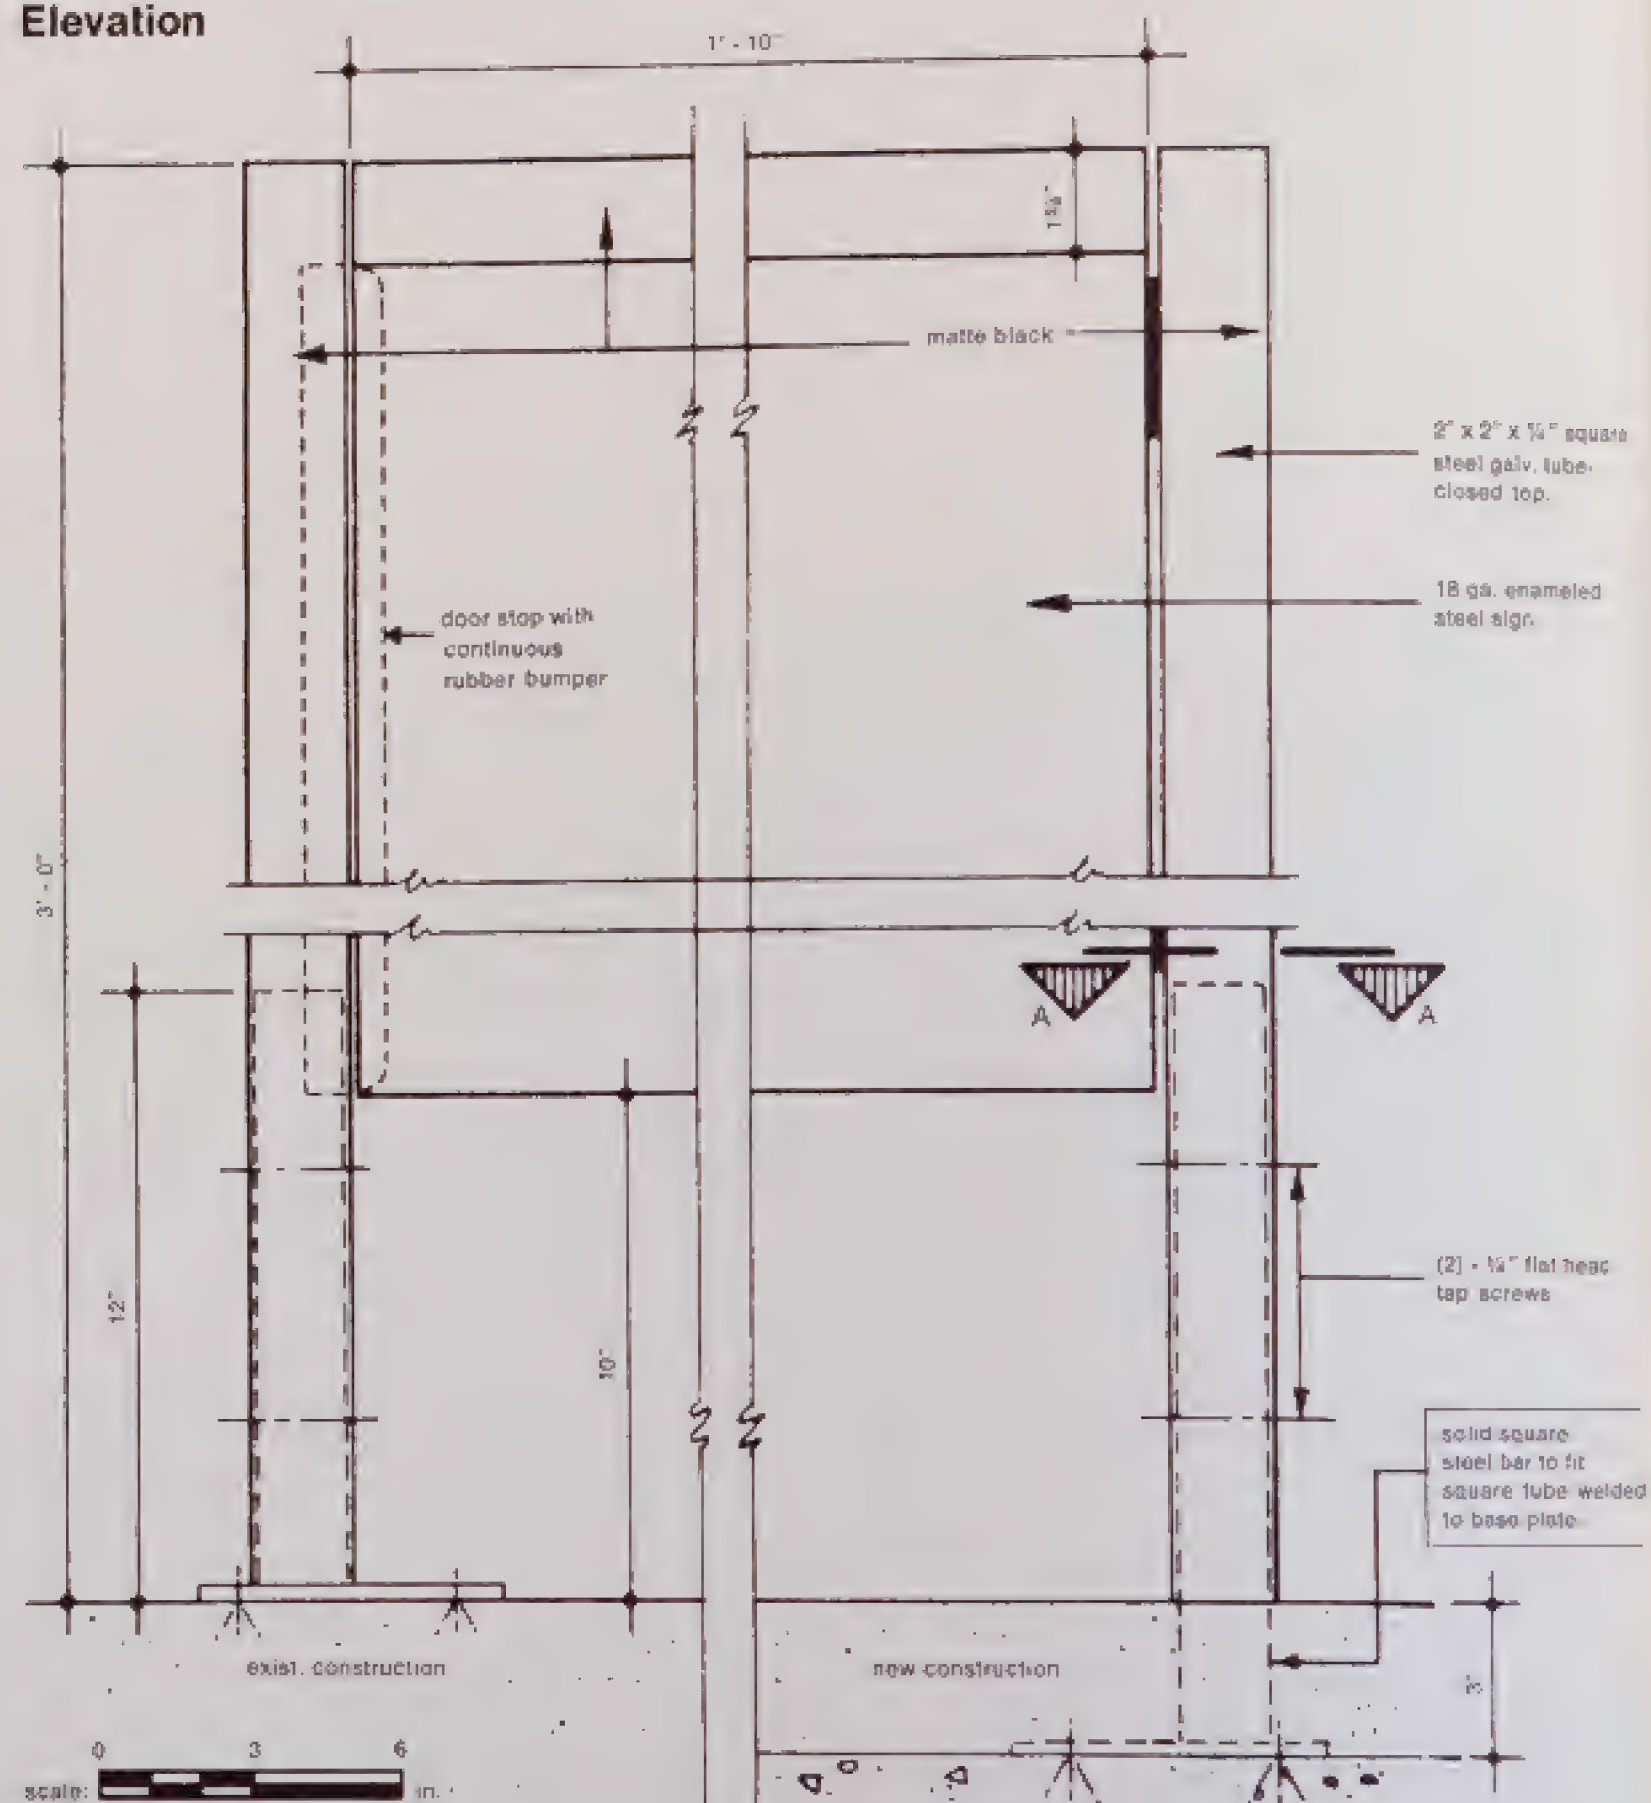 Elevation
1' - 10"
1¾"
matte black
2" x 2" x ¼" square
steel galv. tube-
closed top.
18 ga. enameled
steel sign.
door stop with
continuous
rubber bumper
3' - 0"
A
A
12"
10"
(2) - ¼" flat head
tap screws
solid square
steel bar to fit
square tube welded
to base plate.
exist. construction
new construction
3"
0
3
6
scale:
in.